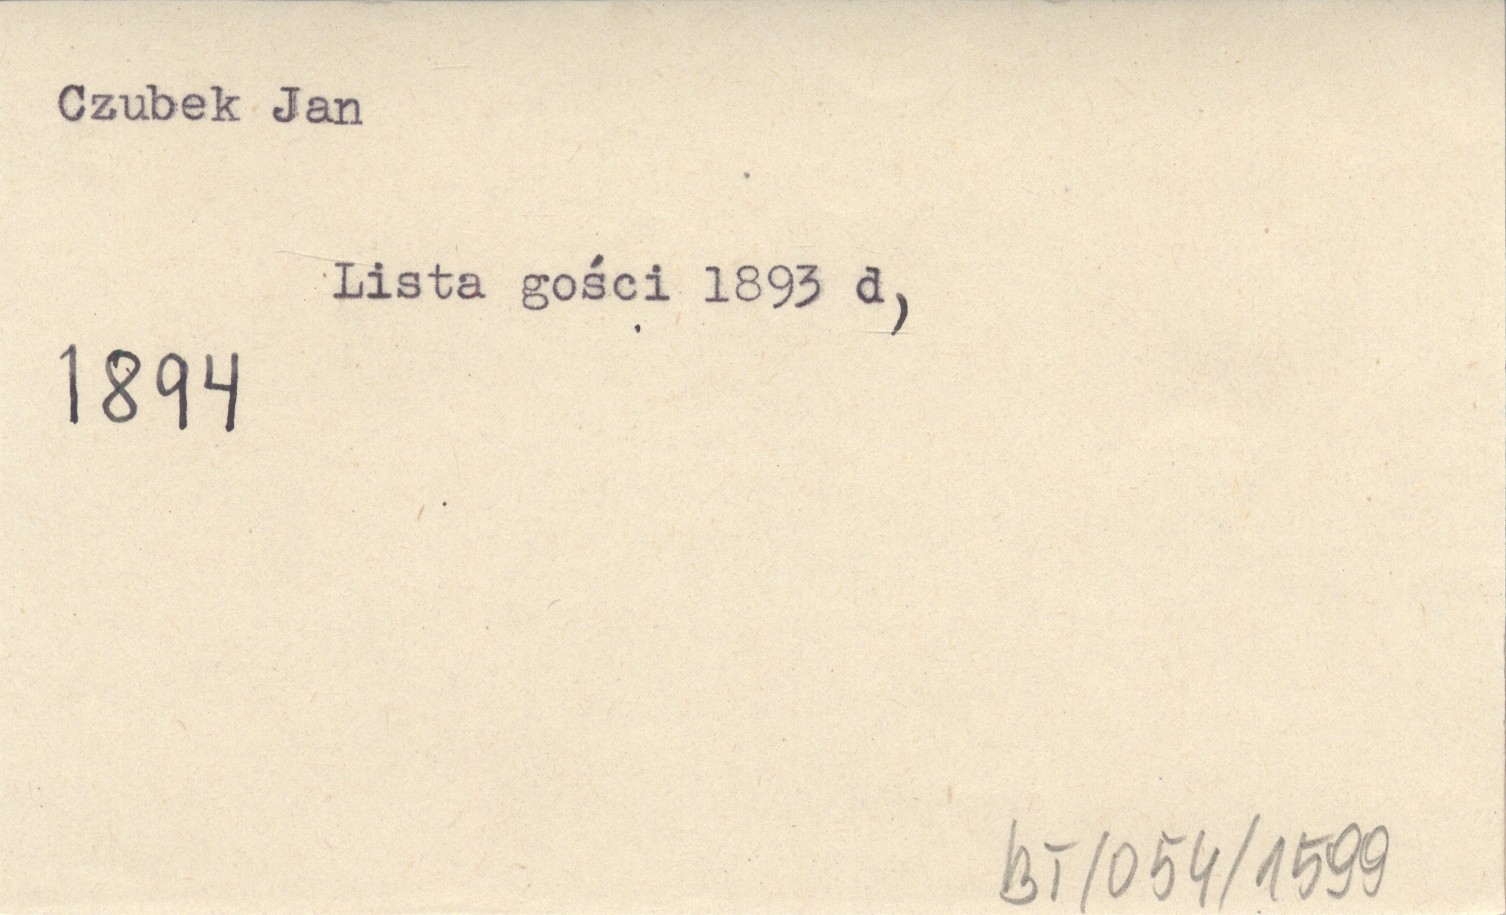 Czubek Jan
Lista gości 1893 d,
1894
BT/054/1599